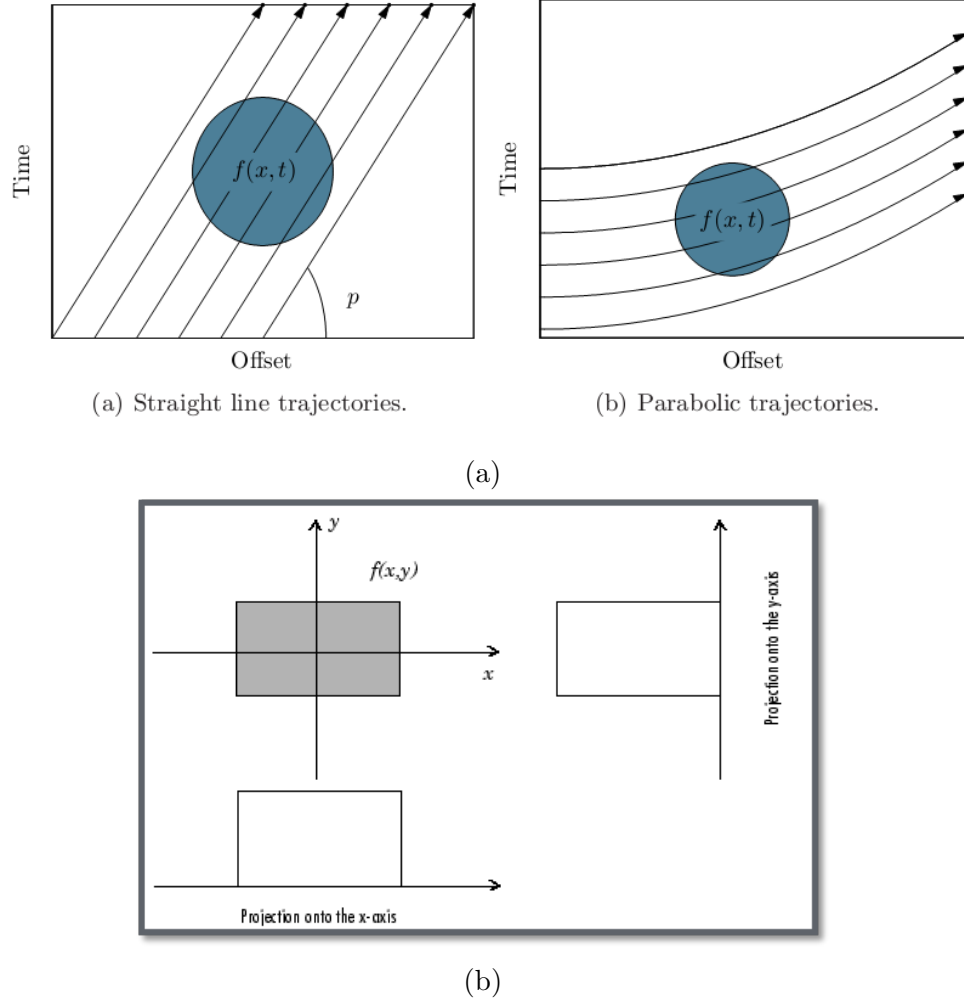 Time
f(x, t)
p
Offset
(a) Straight line trajectories.
Time
f(x, t)
Offset
(b) Parabolic trajectories.
(a)
y
f(x,y)
x
Projection onto the y-axis
Projection onto the x-axis
(b)